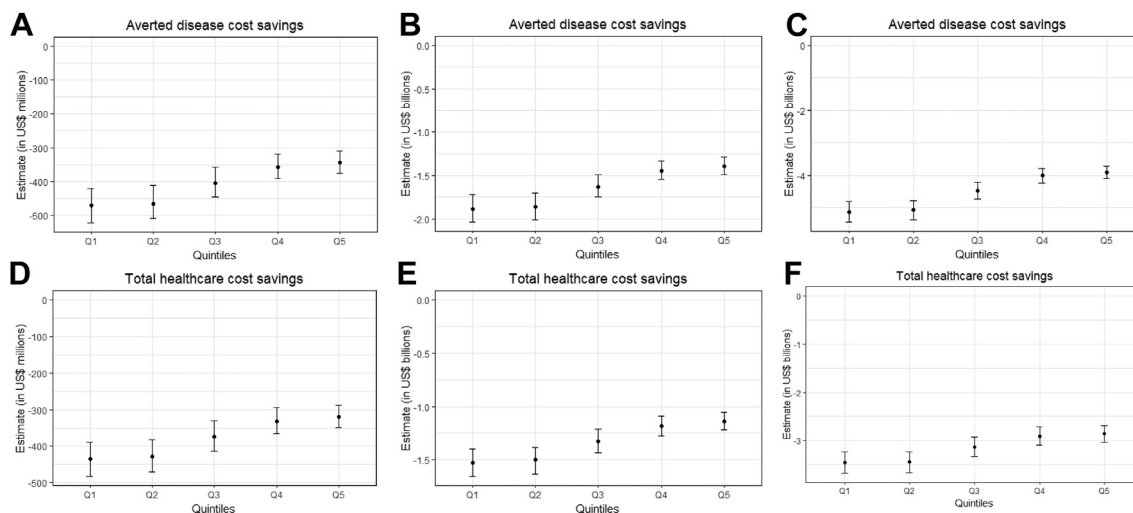 A
Averted disease cost savings
Estimate (in US$ millions)
0
-100
-200
-300
-400
-500
Q1 Q2 Q3 Q4 Q5
Quintiles
B
Averted disease cost savings
Estimate (in US$ billions)
0.0
-0.5
-1.0
-1.5
-2.0
Q1 Q2 Q3 Q4 Q5
Quintiles
C
Averted disease cost savings
Estimate (in US$ billions)
0
-2
-4
Q1 Q2 Q3 Q4 Q5
Quintiles
D
Total healthcare cost savings
Estimate (in US$ millions)
0
-100
-200
-300
-400
-500
Q1 Q2 Q3 Q4 Q5
Quintiles
E
Total healthcare cost savings
Estimate (in US$ billions)
0.0
-0.5
-1.0
-1.5
Q1 Q2 Q3 Q4 Q5
Quintiles
F
Total healthcare cost savings
Estimate (in US$ billions)
0
-1
-2
-3
Q1 Q2 Q3 Q4 Q5
Quintiles